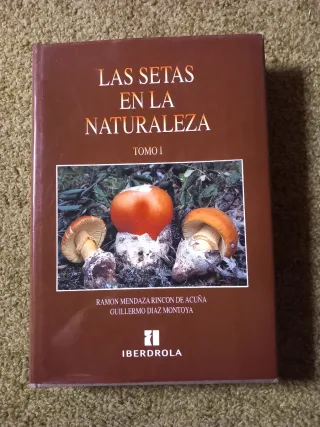 LAS SETAS
EN LA
NATURALEZA
TOMO I
RAMON MENDAZA RINCON DE ACUÑA
GUILLERMO DIAZ MONTOYA
IBERDROLA